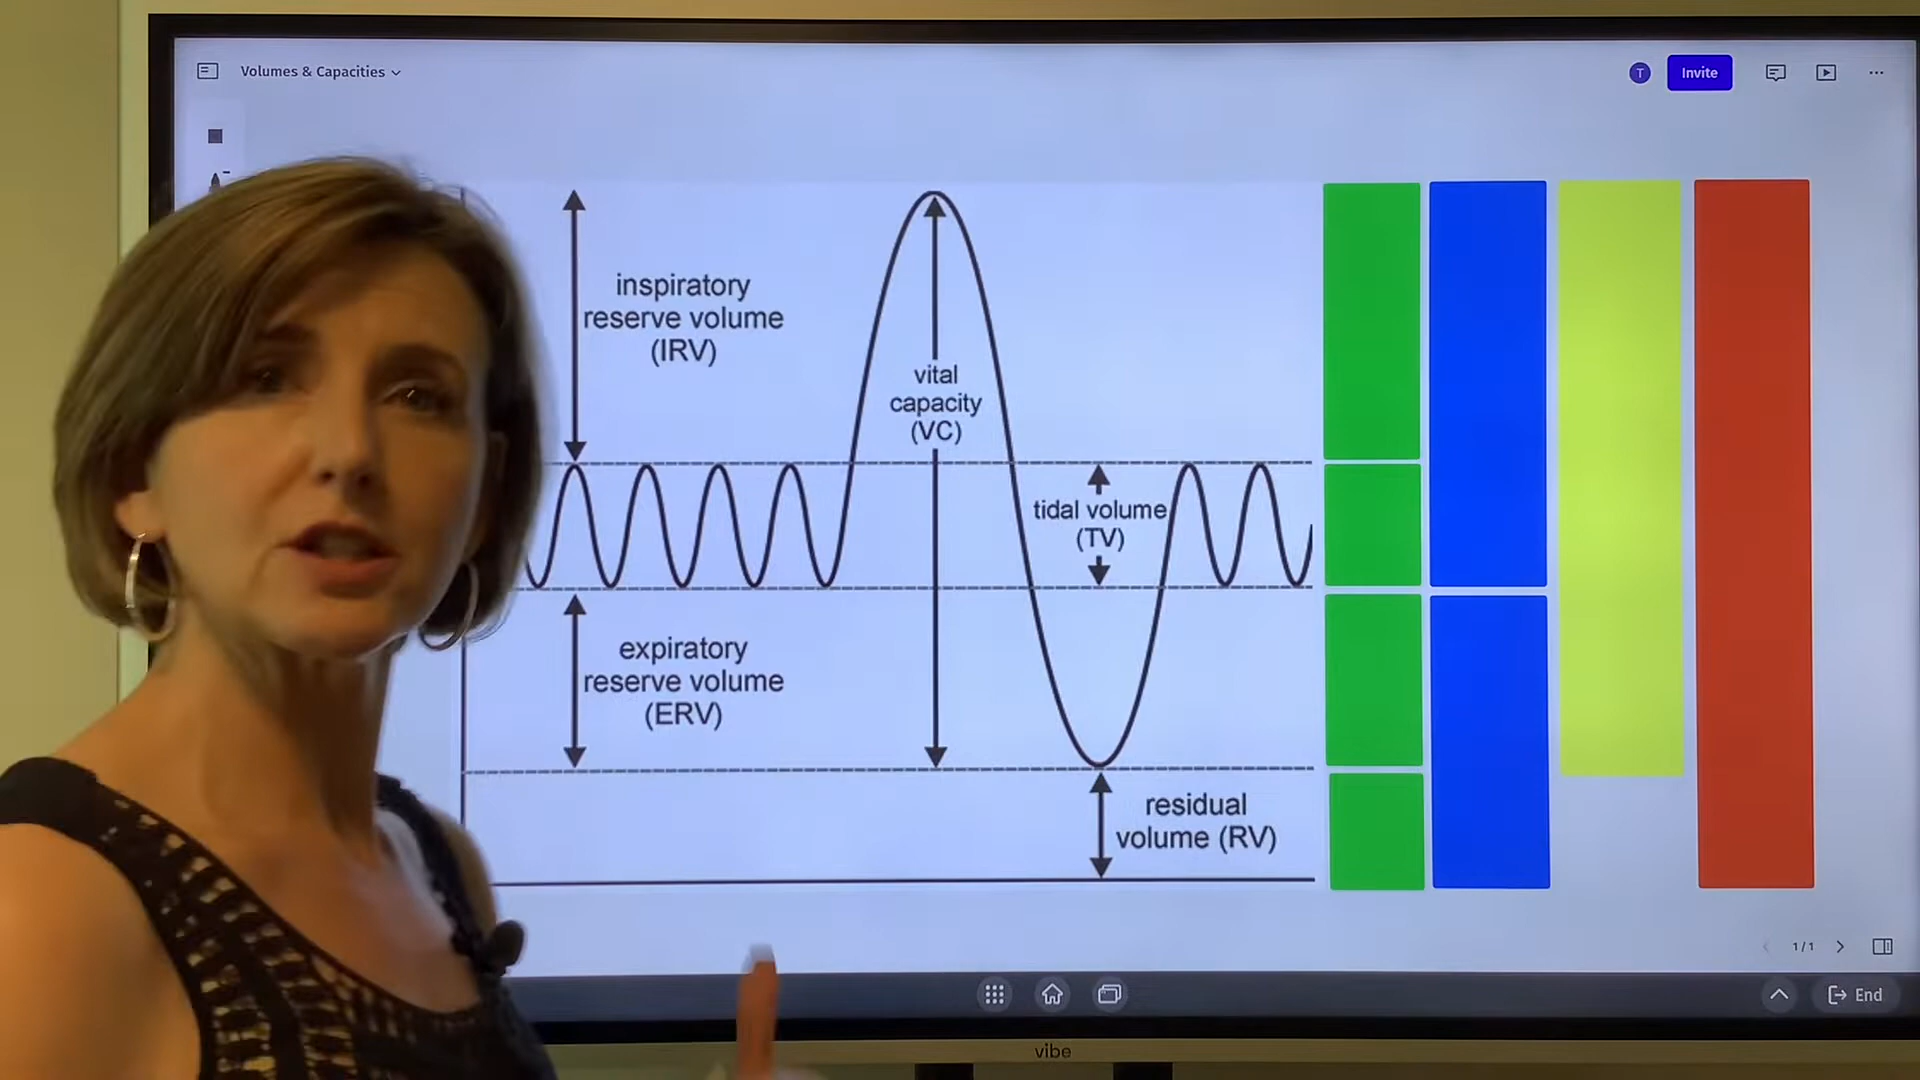 Volumes & Capacities
T
Invite
inspiratory
reserve volume
(IRV)
vital
capacity
(VC)
tidal volume
(TV)
expiratory
reserve volume
(ERV)
residual
volume (RV)
1/1
End
vibe